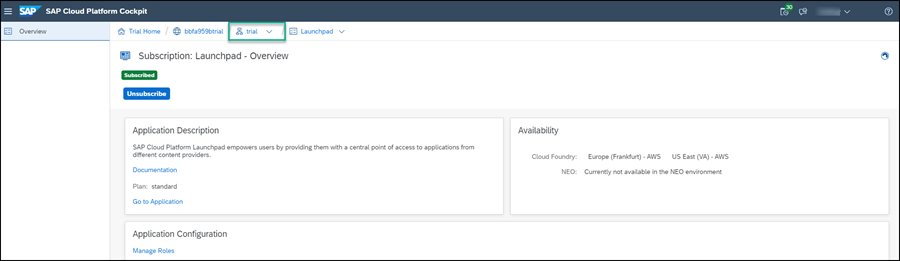 SAP SAP Cloud Platform Cockpit
30
Overview
Trial Home / bbfa959btrial / trial / Launchpad
Subscription: Launchpad - Overview
Subscribed
Unsubscribe
Application Description
SAP Cloud Platform Launchpad empowers users by providing them with a central point of access to applications from
different content providers.
Documentation
Plan: standard
Go to Application
Availability
Cloud Foundry: Europe (Frankfurt) - AWS US East (VA) - AWS
NEO: Currently not available in the NEO environment
Application Configuration
Manage Roles